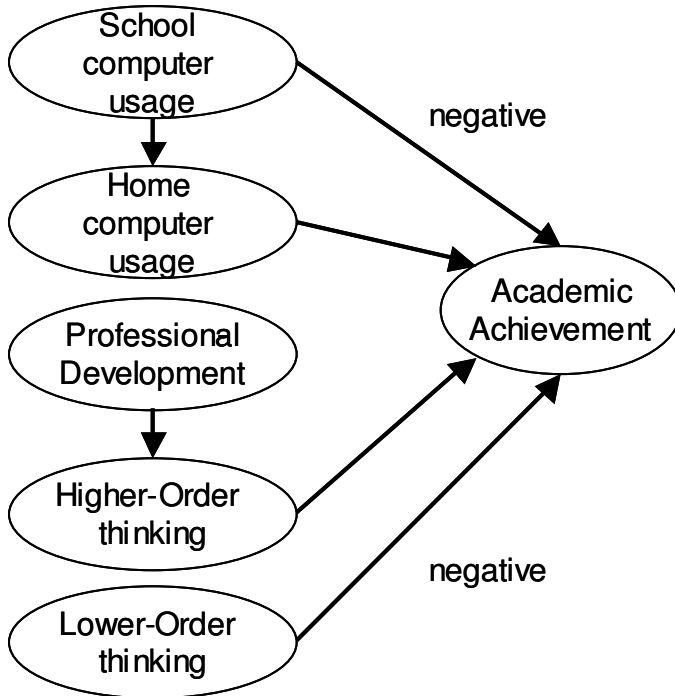 School
computer
usage
negative
Home
computer
usage
Academic
Achievement
Professional
Development
Higher-Order
thinking
negative
Lower-Order
thinking